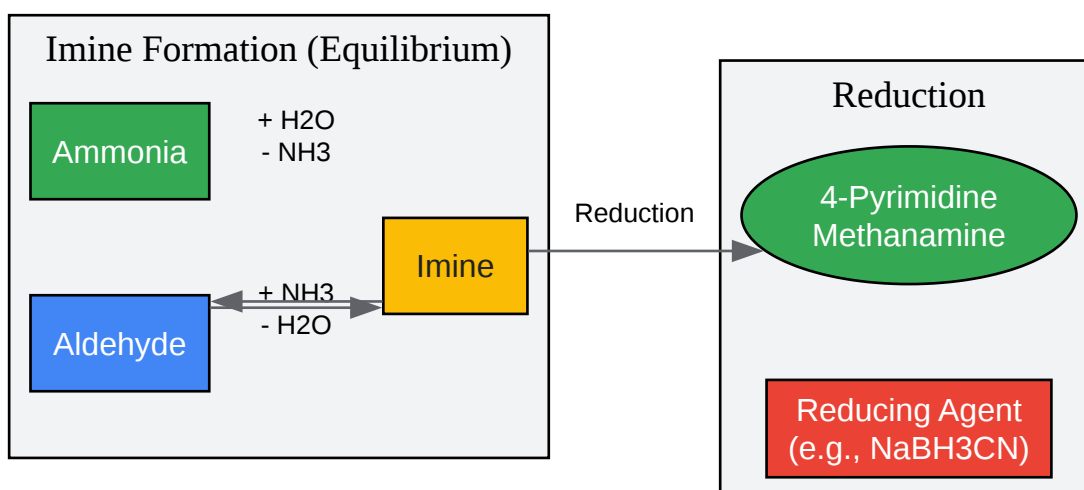 Imine Formation (Equilibrium)
Ammonia
+ H2O
- NH3
Imine
Aldehyde
+ NH3
- H2O
Reduction
Reduction
4-Pyrimidine
Methanamine
Reducing Agent
(e.g., NaBH3CN)